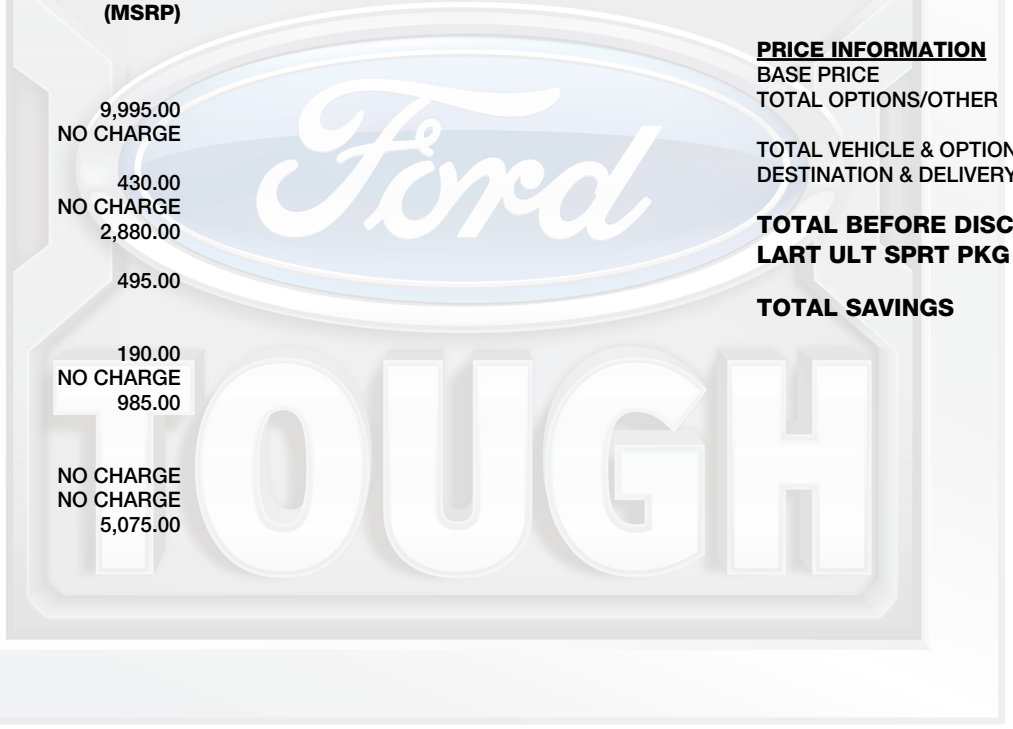 (MSRP)
9,995.00
NO CHARGE
430.00
NO CHARGE
2,880.00
495.00
190.00
NO CHARGE
985.00
NO CHARGE
NO CHARGE
5,075.00
PRICE INFORMATION
BASE PRICE
TOTAL OPTIONS/OTHER
TOTAL VEHICLE & OPTION
DESTINATION & DELIVERY
TOTAL BEFORE DISC
LART ULT SPRT PKG
TOTAL SAVINGS
Ford
TOUGH